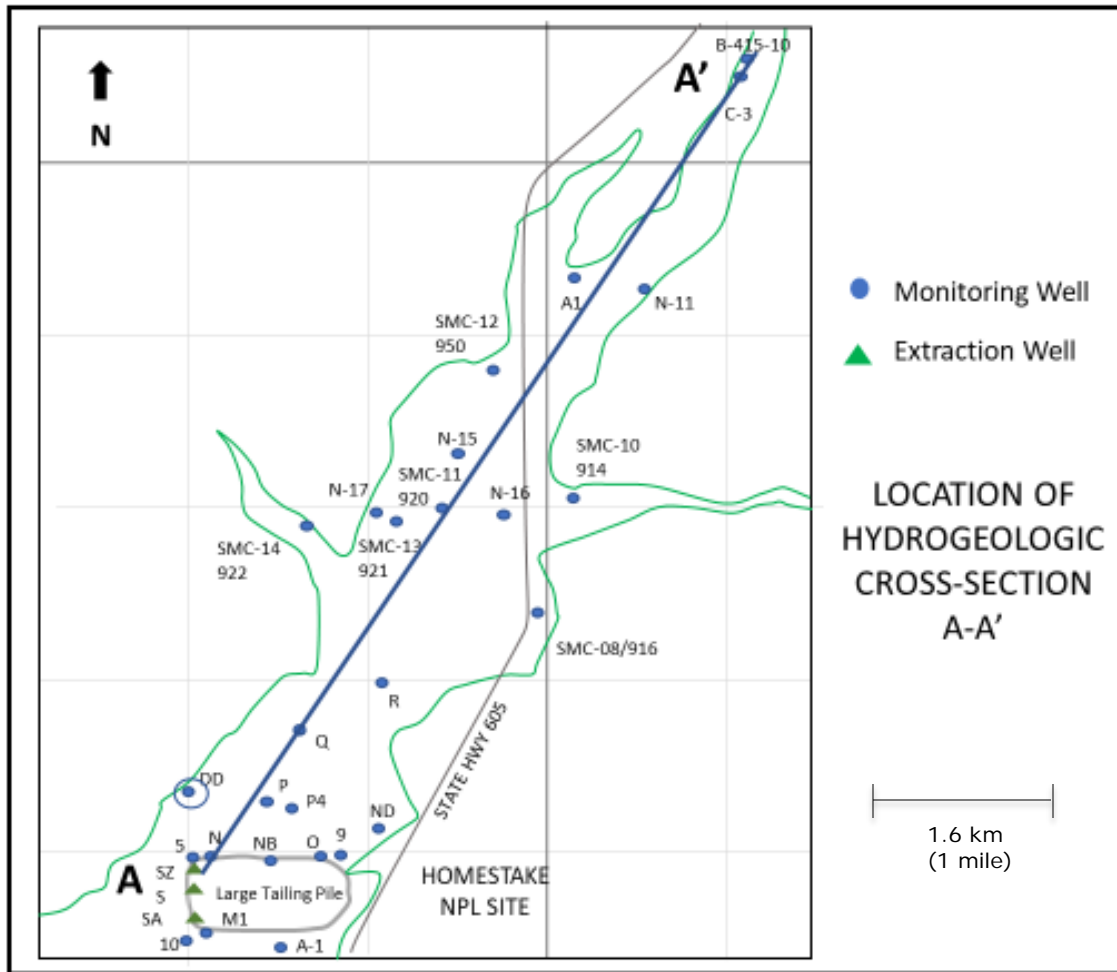 B-415-10
A'
N
C-3
A1
N-11
SMC-12
950
Monitoring Well
Extraction Well
N-15
SMC-11
920
N-17
N-16
SMC-10
914
SMC-13
921
SMC-14
922
LOCATION OF
HYDROGEOLOGIC
CROSS-SECTION
A-A'
SMC-08/916
R
Q
STATE HWY 605
DD
P
P4
ND
1.6 km
(1 mile)
5
N
NB
O
9
A
SZ
S
SA
Large Tailing Pile
M1
10
A-1
HOMESTAKE
NPL SITE